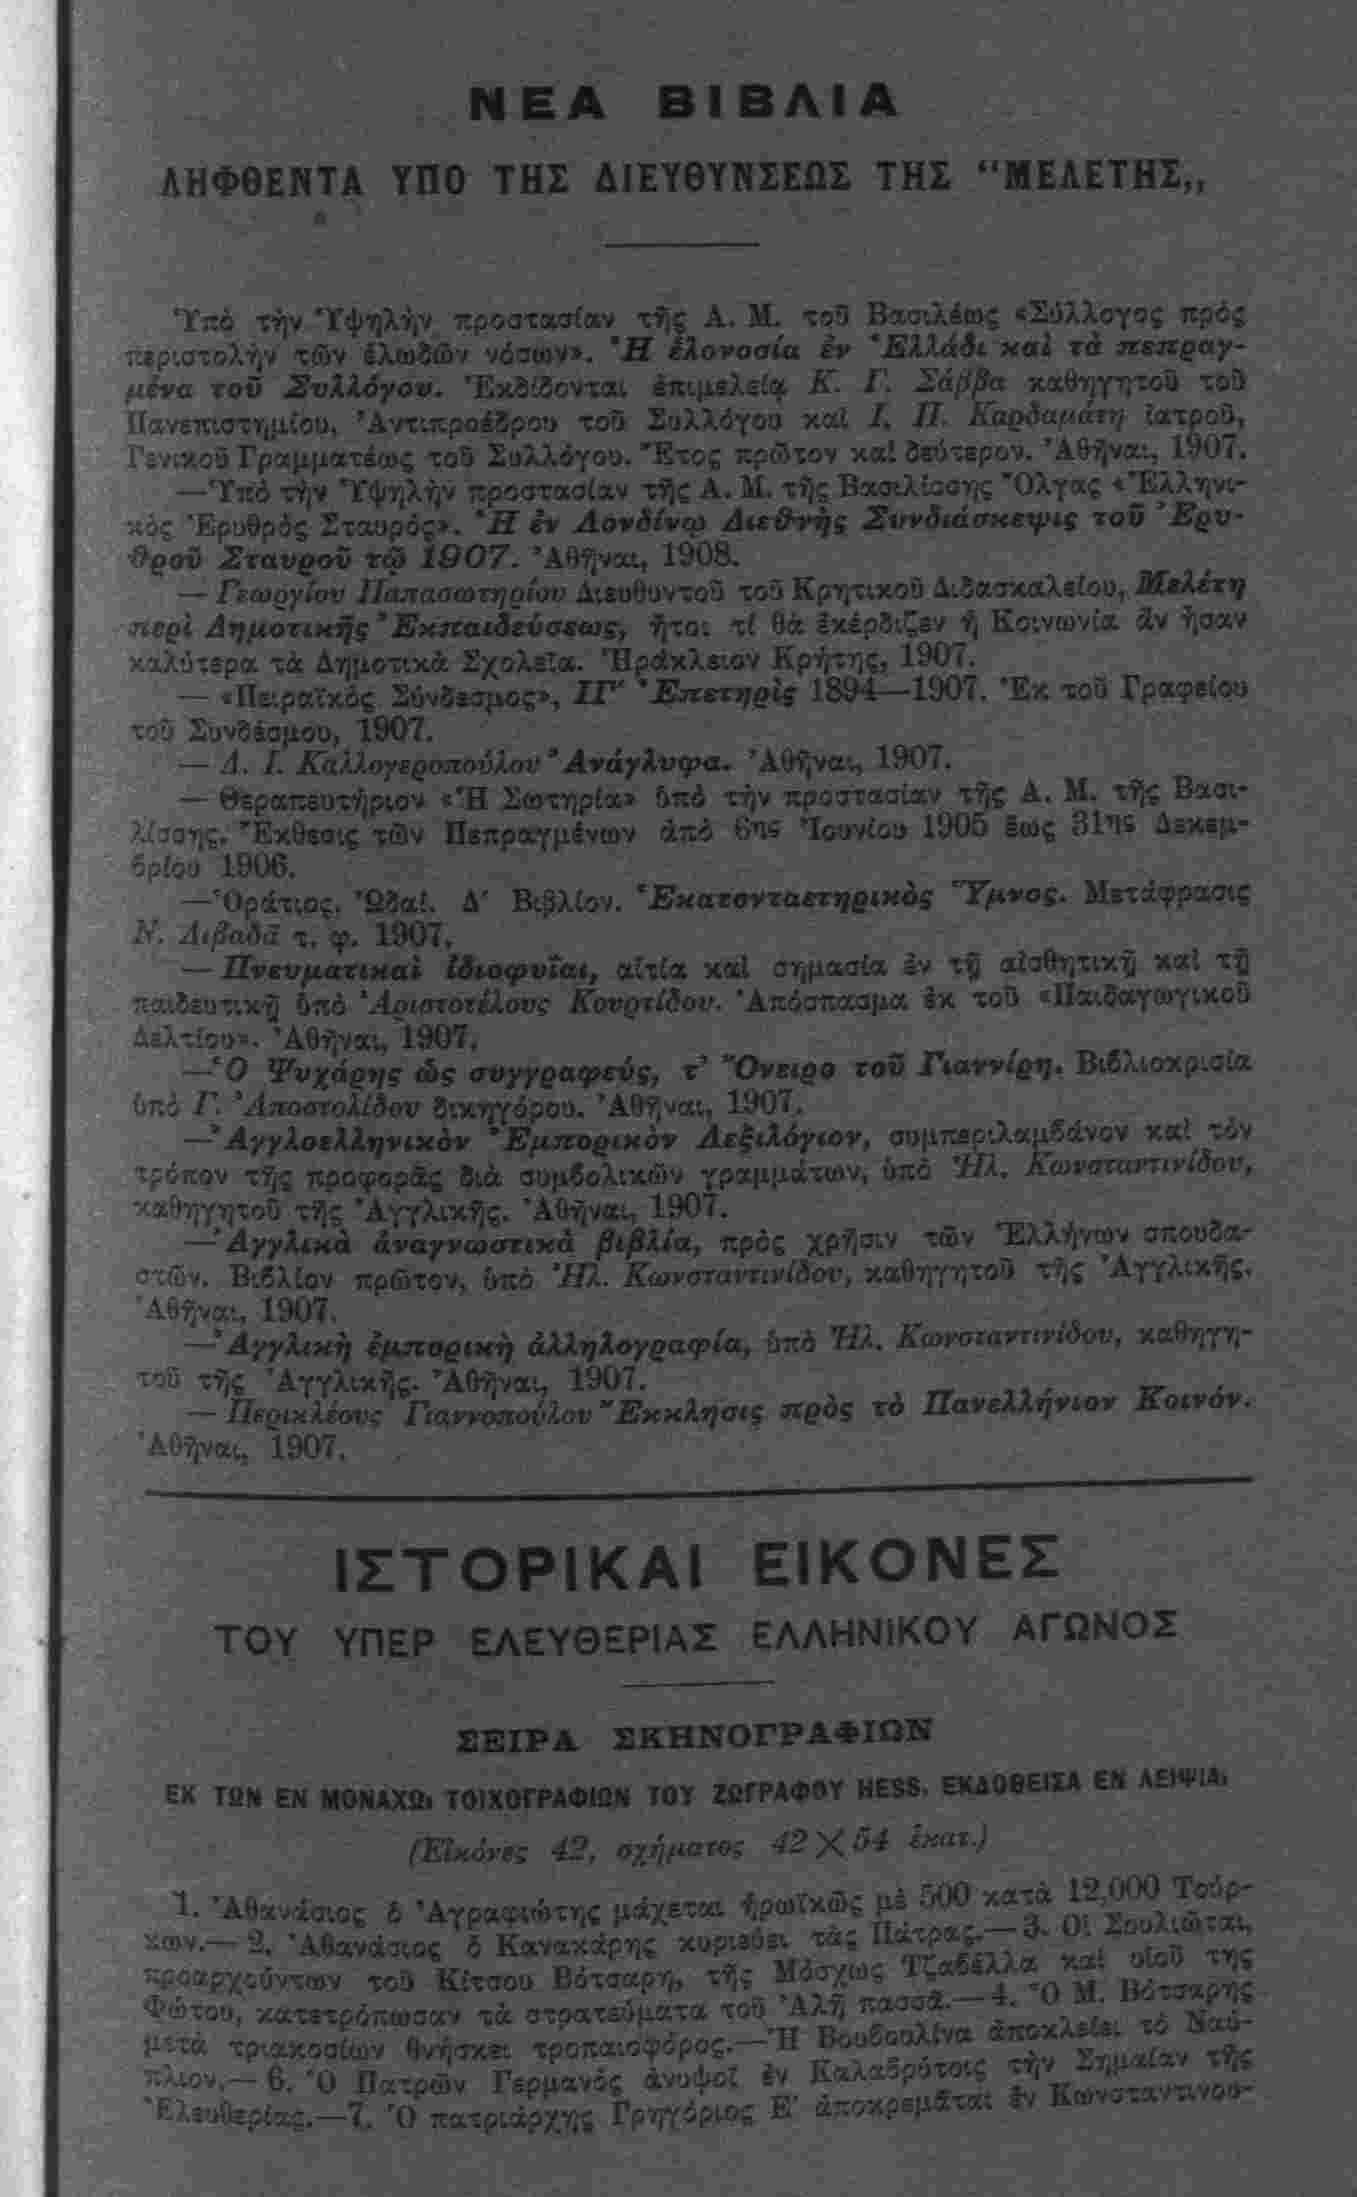 ΝΕΑ ΒΙΒΛΙΑ
ΛΗΦΘΕΝΤΑ ΥΠΟ ΤΗΣ ΔΙΕΥΘΥΝΣΕΩΣ ΤΗΣ “ΜΕΛΕΤΗΣ„
Ὑπὸ τὴν Ὑψηλὴν προστασίαν τῆς Α. Μ. τοῦ Βασιλέως «Σύλλογος πρὸς
περιστολὴν τῶν ἑλωδῶν νόσων». Ἡ ἑλονοσία ἐν Ἑλλάδι καὶ τὰ πεπραγ-
μένα τοῦ Συλλόγου. Ἐκδίδονται ἐπιμελείᾳ Κ. Γ. Σάββα καθηγητοῦ τοῦ
Πανεπιστημίου, Ἀντιπροέδρου τοῦ Συλλόγου καὶ Ι. Π. Καρδαμάτη ἰατροῦ,
Γενικοῦ Γραμματέως τοῦ Συλλόγου. Ἔτος πρῶτον καὶ δεύτερον. Ἀθῆναι, 1907.
—Ὑπὸ τὴν Ὑψηλὴν προστασίαν τῆς Α. Μ. τῆς Βασιλίσσης Ὄλγας «Ἑλληνι-
κὸς Ἐρυθρὸς Σταυρός». Ἡ ἐν Λονδίνῳ Διεθνὴς Συνδιάσκεψις τοῦ Ἐρυ-
θροῦ Σταυροῦ τῷ 1907. Ἀθῆναι, 1908.
— Γεωργίου Παπασωτηρίου Διευθυντοῦ τοῦ Κρητικοῦ Διδασκαλείου, Μελέτη
περὶ Δημοτικῆς Ἐκπαιδεύσεως, ἤτοι τί θὰ ἐκέρδιζεν ἡ Κοινωνία ἂν ἦσαν
καλύτερα τὰ Δημοτικὰ Σχολεῖα. Ἡράκλειον Κρήτης, 1907.
— «Πειραϊκὸς Σύνδεσμος», ΙΓ′ Ἐπετηρὶς 1894—1907. Ἐκ τοῦ Γραφείου
τοῦ Συνδέσμου, 1907.
— Δ. Ι. Καλλογεροπούλου Ἀνάγλυφα. Ἀθῆναι, 1907.
— Θεραπευτήριον «Ἡ Σωτηρία» ὑπὸ τὴν προστασίαν τῆς Α. Μ. τῆς Βασι-
λίσσης. Ἔκθεσις τῶν Πεπραγμένων ἀπὸ 6ης Ἰουνίου 1905 ἕως 31ης Δεκεμ-
βρίου 1906.
—Ὁράτιος. ᾨδαί. Δ′ Βιβλίον. Ἑκατονταετηρικὸς Ὕμνος. Μετάφρασις
Ν. Λιβαδᾶ τ. φ. 1907.
— Πνευματικαὶ ἰδιοφυΐαι, αἰτία καὶ σημασία ἐν τῇ αἰσθητικῇ καὶ τῇ
παιδευτικῇ ὑπὸ Ἀριστοτέλους Κουρτίδου. Ἀπόσπασμα ἐκ τοῦ «Παιδαγωγικοῦ
Δελτίου». Ἀθῆναι, 1907.
—Ὁ Ψυχάρης ὡς συγγραφεύς, τ’ Ὄνειρο τοῦ Γιαννίρη. Βιβλιοκρισία
ὑπὸ Γ. Ἀποστολίδου δικηγόρου. Ἀθῆναι, 1907.
—Ἀγγλοελληνικὸν Ἐμπορικὸν Λεξιλόγιον, συμπεριλαμβάνον καὶ τὸν
τρόπον τῆς προφορᾶς διὰ συμβολικῶν γραμμάτων, ὑπὸ Ἠλ. Κωνσταντινίδου,
καθηγητοῦ τῆς Ἀγγλικῆς. Ἀθῆναι, 1907.
—Ἀγγλικὰ ἀναγνωστικὰ βιβλία, πρὸς χρῆσιν τῶν Ἑλλήνων σπουδα-
στῶν. Βιβλίον πρῶτον, ὑπὸ Ἠλ. Κωνσταντινίδου, καθηγητοῦ τῆς Ἀγγλικῆς.
Ἀθῆναι, 1907.
—Ἀγγλικὴ ἐμπορικὴ ἀλληλογραφία, ὑπὸ Ἠλ. Κωνσταντινίδου, καθηγη-
τοῦ τῆς Ἀγγλικῆς. Ἀθῆναι, 1907.
— Περικλέους Γιαννοπούλου Ἔκκλησις πρὸς τὸ Πανελλήνιον Κοινόν.
Ἀθῆναι, 1907.
ΙΣΤΟΡΙΚΑΙ ΕΙΚΟΝΕΣ
ΤΟΥ ΥΠΕΡ ΕΛΕΥΘΕΡΙΑΣ ΕΛΛΗΝΙΚΟΥ ΑΓΩΝΟΣ
ΣΕΙΡΑ ΣΚΗΝΟΓΡΑΦΙΩΝ
ΕΚ ΤΩΝ ΕΝ ΜΟΝΑΧΩι ΤΟΙΧΟΓΡΑΦΙΩΝ ΤΟΥ ΖΩΓΡΑΦΟΥ HESS, ΕΚΔΟΘΕΙΣΑ ΕΝ ΛΕΙΨΙΑι
(Εἰκόνες 42, σχήματος 42 × 54 ἑκατ.)
1. Ἀθανάσιος ὁ Ἀγραφιώτης μάχεται ἡρωϊκῶς μὲ 500 κατὰ 12,000 Τούρ-
κων.— 2. Ἀθανάσιος ὁ Κανακάρης κυριεύει τὰς Πάτρας.— 3. Οἱ Σουλιῶται,
προαρχούντων τοῦ Κίτσου Βότσαρη, τῆς Μόσχως Τζαβέλλα καὶ υἱοῦ της
Φώτου, κατετρόπωσαν τὰ στρατεύματα τοῦ Ἀλῆ πασσᾶ.— 4. Ὁ Μ. Βότσαρης
μετὰ τριακοσίων θνήσκει τροπαιοφόρος.—Ἡ Βουβουλίνα ἀποκλείει τὸ Ναύ-
πλιον.— 6. Ὁ Πατρῶν Γερμανὸς ἀνυψοῖ ἐν Καλαβρύτοις τὴν Σημαίαν τῆς
Ἐλευθερίας.—7. Ὁ πατριάρχης Γρηγόριος Ε′ ἀποκρεμᾶται ἐν Κωνσταντινου-